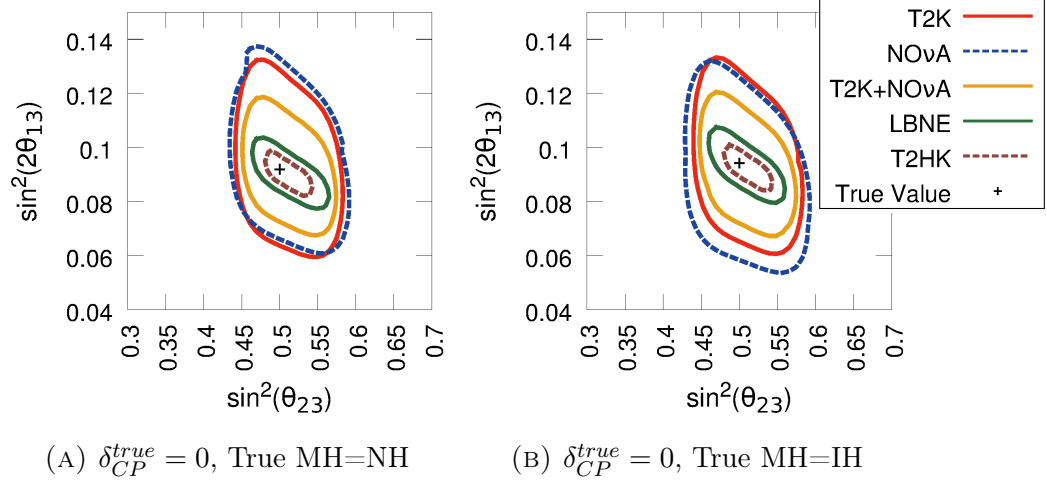 0.14
0.12
0.1
0.08
0.06
0.04
sin²(2θ₁₃)
0.3
0.35
0.4
0.45
0.5
0.55
0.6
0.65
0.7
sin²(θ₂₃)
(A) δ_{CP}^{true} = 0, True MH=NH
0.14
0.12
0.1
0.08
0.06
0.04
sin²(2θ₁₃)
0.3
0.35
0.4
0.45
0.5
0.55
0.6
0.65
0.7
sin²(θ₂₃)
(B) δ_{CP}^{true} = 0, True MH=IH
T2K
NOνA
T2K+NOνA
LBNE
T2HK
True Value